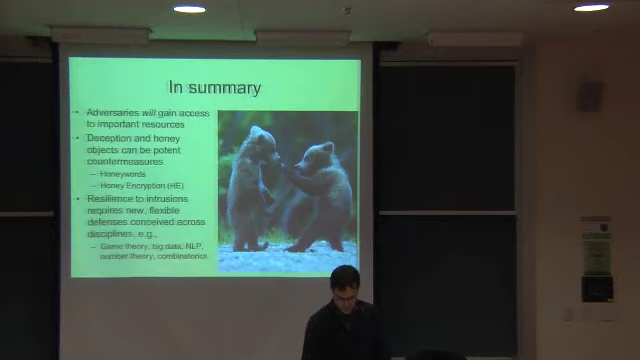 In summary
• Adversaries will gain access
to important resources
• Deception and honey
objects can be potent
countermeasures
– Honeywords
– Honey Encryption (HE)
• Resilience to intrusions
requires new, flexible
defenses conceived across
disciplines, e.g.,
– Game theory, big data, NLP,
number theory, combinatorics